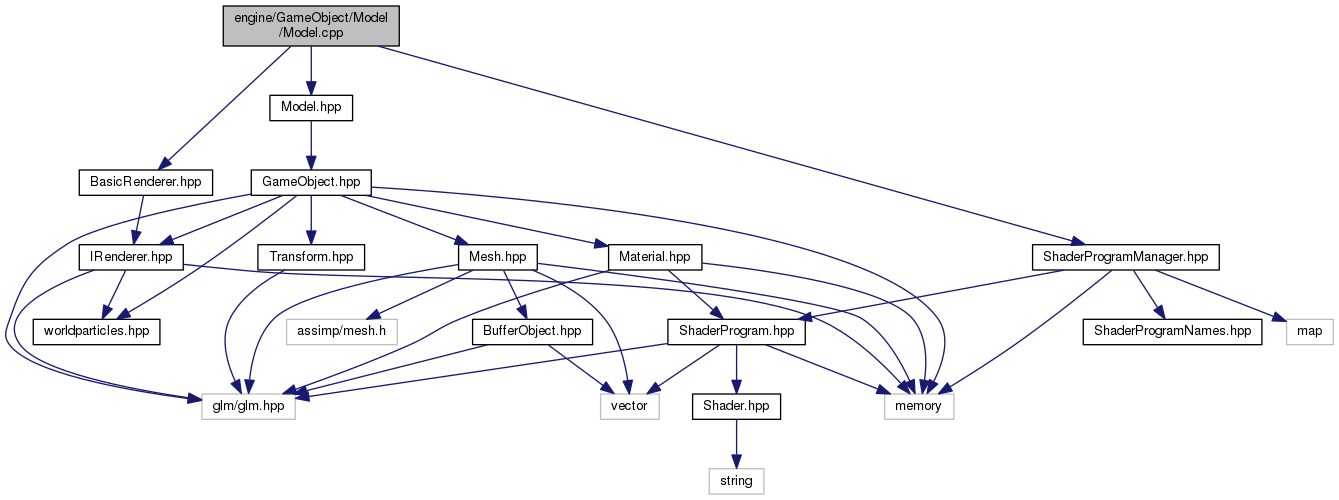 engine/GameObject/Model
/Model.cpp
Model.hpp
BasicRenderer.hpp
GameObject.hpp
IRenderer.hpp
Transform.hpp
Mesh.hpp
Material.hpp
ShaderProgramManager.hpp
worldparticles.hpp
assimp/mesh.h
BufferObject.hpp
ShaderProgram.hpp
ShaderProgramNames.hpp
map
glm/glm.hpp
vector
Shader.hpp
memory
string